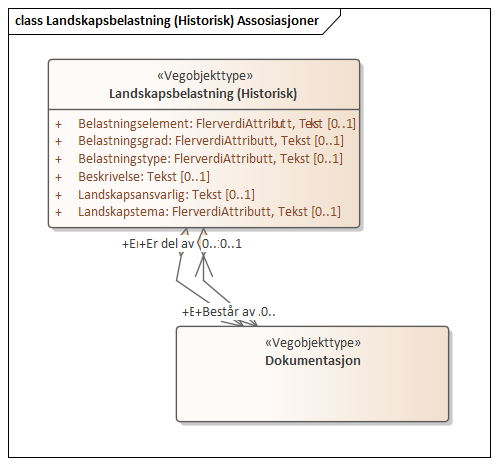 class Landskapsbelastning (Historisk) Assosiasjoner
«Vegobjekttype»
Landskapsbelastning (Historisk)
+ Belastningselement: FlerverdiAttributt, Tekst [0..1]
+ Belastningsgrad: FlerverdiAttributt, Tekst [0..1]
+ Belastningstype: FlerverdiAttributt, Tekst [0..1]
+ Beskrivelse: Tekst [0..1]
+ Landskapsansvarlig: Tekst [0..1]
+ Landskapstema: FlerverdiAttributt, Tekst [0..1]
+Er del av 0..1
+Består av 0..
«Vegobjekttype»
Dokumentasjon